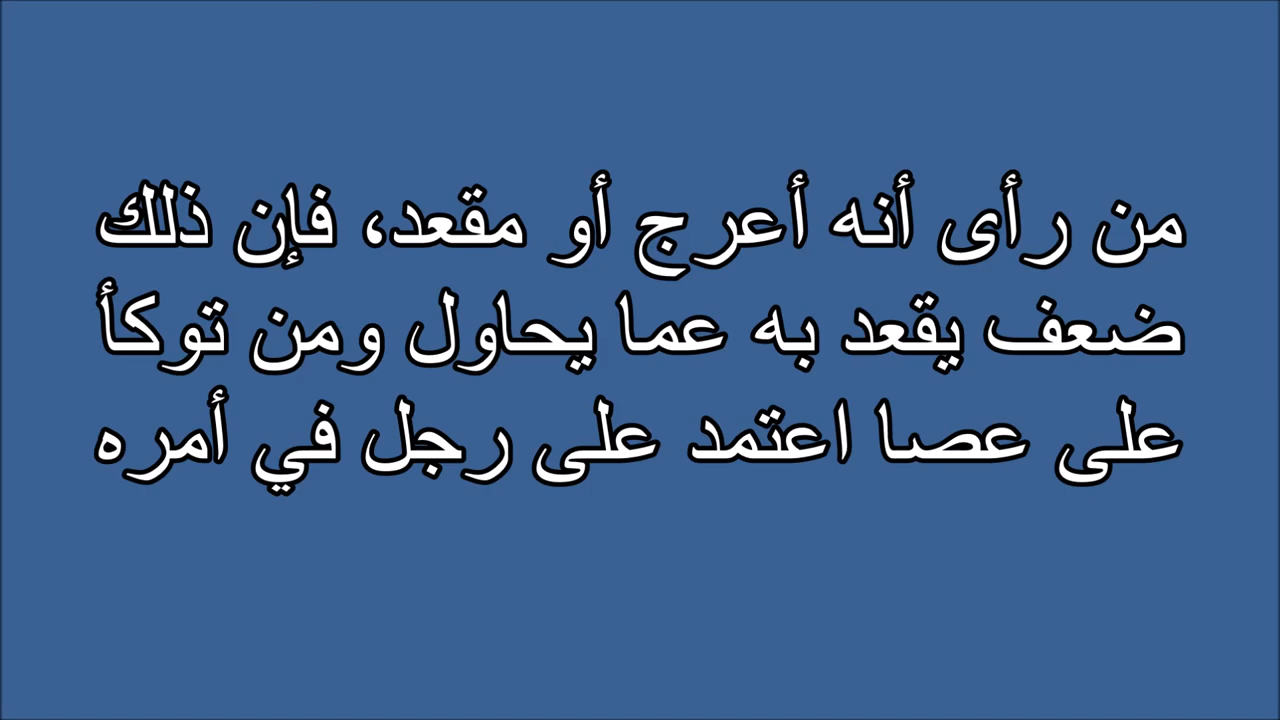 من رأى أنه أعرج أو مقعد، فإن ذلك
ضعف يقعد به عما يحاول ومن توكأ
على عصا اعتمد على رجل في أمره